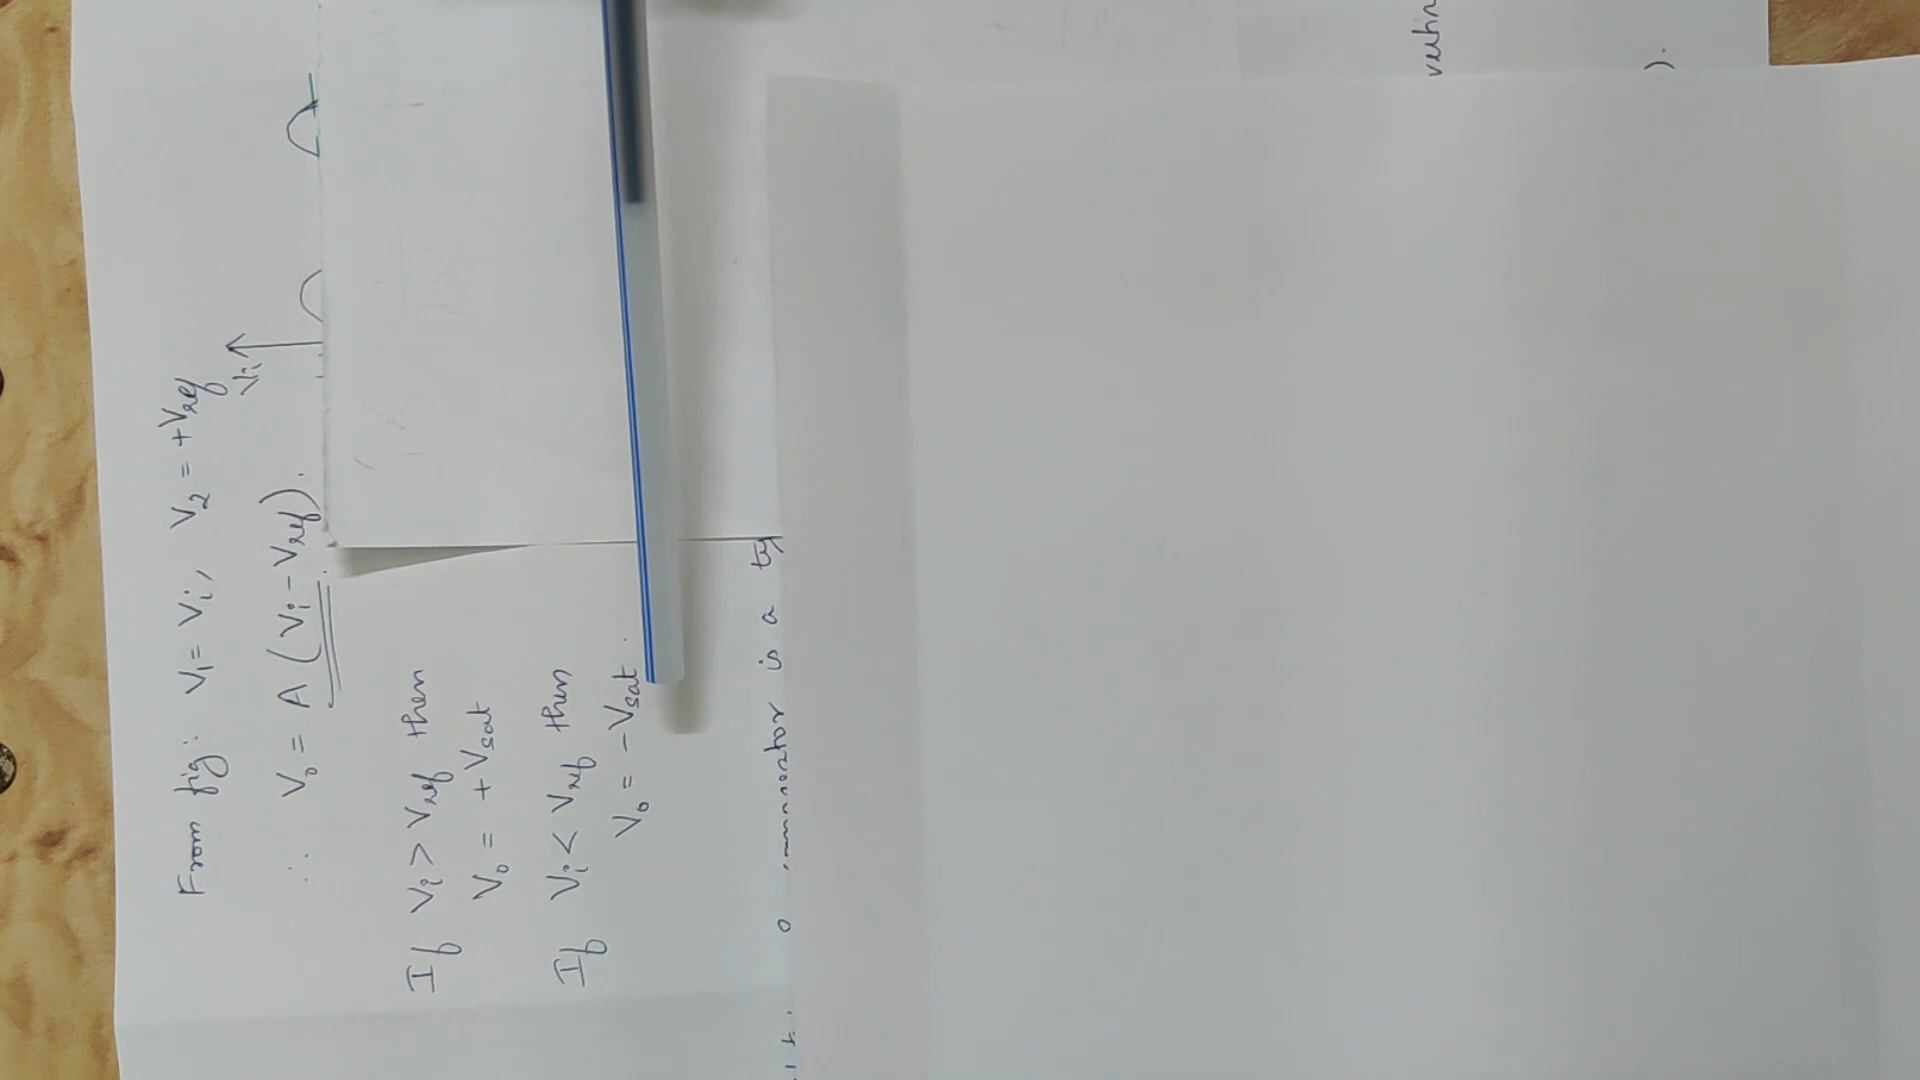 From fig: V₁ = Vi, V₂ = +Vref
∴ V₀ = A (Vi - Vref).
Vi
If Vi > Vref then
V₀ = + Vsat
If Vi < Vref then
V₀ = - Vsat.
is a
).